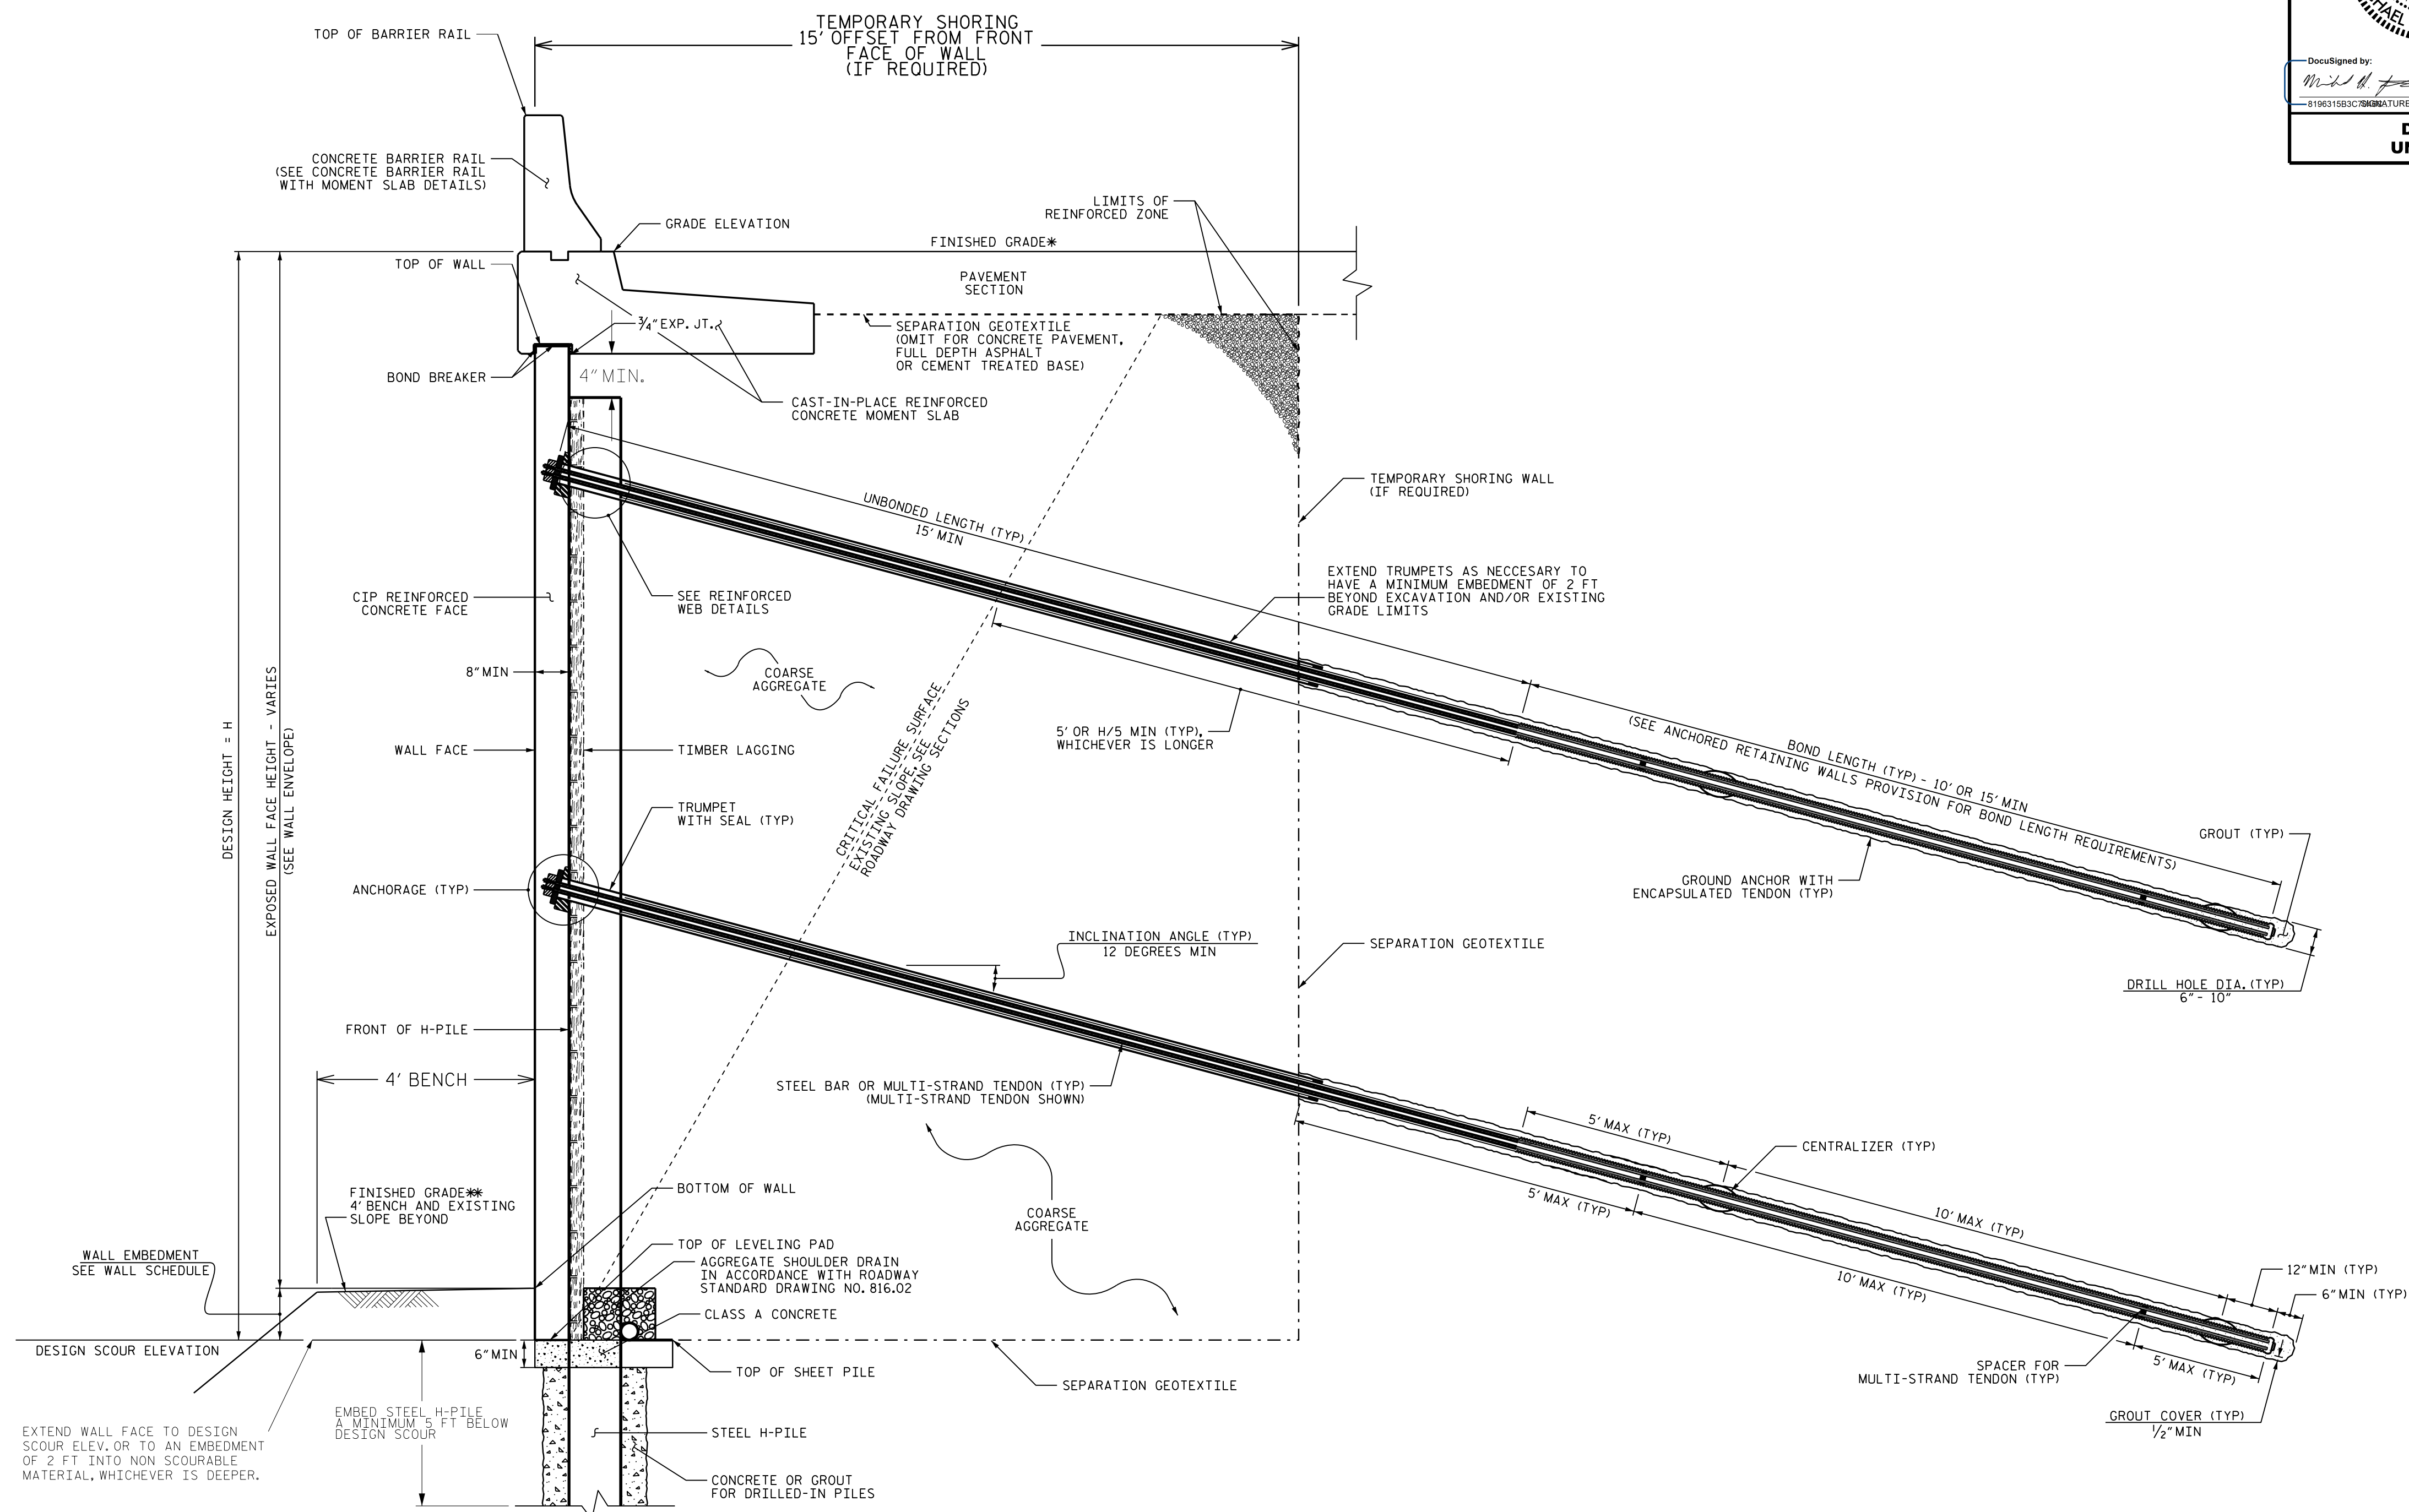 TEMPORARY SHORING
15' OFFSET FROM FRONT
FACE OF WALL
(IF REQUIRED)
TOP OF BARRIER RAIL
CONCRETE BARRIER RAIL
(SEE CONCRETE BARRIER RAIL
WITH MOMENT SLAB DETAILS)
GRADE ELEVATION
LIMITS OF
REINFORCED ZONE
FINISHED GRADE*
TOP OF WALL
PAVEMENT
SECTION
3/4" EXP. JT.
SEPARATION GEOTEXTILE
(OMIT FOR CONCRETE PAVEMENT,
FULL DEPTH ASPHALT
OR CEMENT TREATED BASE)
BOND BREAKER
4" MIN.
CAST-IN-PLACE REINFORCED
CONCRETE MOMENT SLAB
DocuSigned by:
TEMPORARY SHORING WALL
(IF REQUIRED)
UNBONDED LENGTH (TYP)
15' MIN
EXTEND TRUMPETS AS NECCESARY TO
HAVE A MINIMUM EMBEDMENT OF 2 FT
BEYOND EXCAVATION AND/OR EXISTING
GRADE LIMITS
CIP REINFORCED
CONCRETE FACE
SEE REINFORCED
WEB DETAILS
8" MIN
COARSE
AGGREGATE
5' OR H/5 MIN (TYP),
WHICHEVER IS LONGER
WALL FACE
TIMBER LAGGING
CRITICAL FAILURE SURFACE
EXISTING SLOPE, SEE
ROADWAY DRAWING SECTIONS
BOND LENGTH (TYP) - 10' OR 15' MIN
(SEE ANCHORED RETAINING WALLS PROVISION FOR BOND LENGTH REQUIREMENTS)
DESIGN HEIGHT = H
EXPOSED WALL FACE HEIGHT - VARIES
(SEE WALL ENVELOPE)
TRUMPET
WITH SEAL (TYP)
GROUT (TYP)
ANCHORAGE (TYP)
GROUND ANCHOR WITH
ENCAPSULATED TENDON (TYP)
INCLINATION ANGLE (TYP)
12 DEGREES MIN
SEPARATION GEOTEXTILE
DRILL HOLE DIA. (TYP)
6" - 10"
FRONT OF H-PILE
4' BENCH
STEEL BAR OR MULTI-STRAND TENDON (TYP)
(MULTI-STRAND TENDON SHOWN)
5' MAX (TYP)
CENTRALIZER (TYP)
FINISHED GRADE**
4' BENCH AND EXISTING
SLOPE BEYOND
BOTTOM OF WALL
COARSE
AGGREGATE
5' MAX (TYP)
10' MAX (TYP)
TOP OF LEVELING PAD
WALL EMBEDMENT
SEE WALL SCHEDULE
AGGREGATE SHOULDER DRAIN
IN ACCORDANCE WITH ROADWAY
STANDARD DRAWING NO. 816.02
10' MAX (TYP)
12" MIN (TYP)
6" MIN (TYP)
CLASS A CONCRETE
DESIGN SCOUR ELEVATION
6" MIN
TOP OF SHEET PILE
SEPARATION GEOTEXTILE
SPACER FOR
MULTI-STRAND TENDON (TYP)
5' MAX (TYP)
GROUT COVER (TYP)
1/2" MIN
EMBED STEEL H-PILE
A MINIMUM 5 FT BELOW
DESIGN SCOUR
EXTEND WALL FACE TO DESIGN
SCOUR ELEV. OR TO AN EMBEDMENT
OF 2 FT INTO NON SCOURABLE
MATERIAL, WHICHEVER IS DEEPER.
STEEL H-PILE
CONCRETE OR GROUT
FOR DRILLED-IN PILES